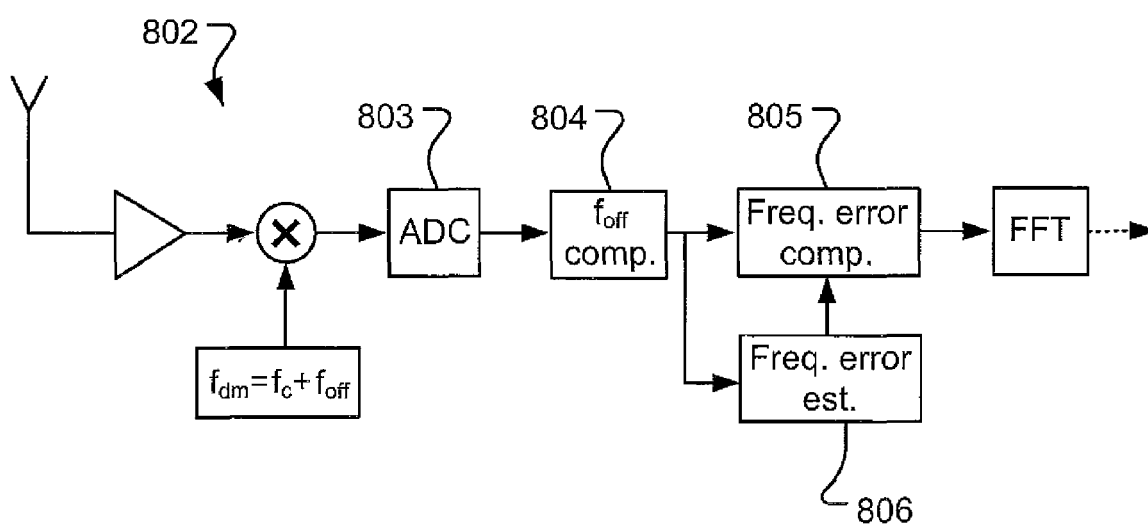 802
803
804
805
ADC
f_off
comp.
Freq. error
comp.
FFT
f_dm=f_c+f_off
Freq. error
est.
806